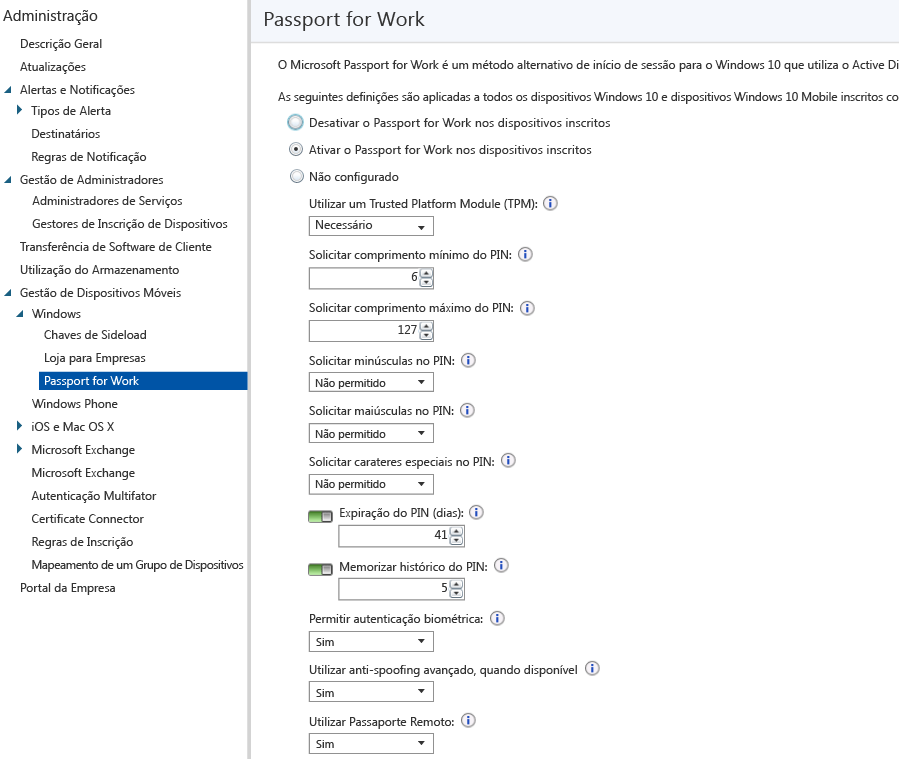 Administração
Descrição Geral
Atualizações
Alertas e Notificações
Tipos de Alerta
Destinatários
Regras de Notificação
Gestão de Administradores
Administradores de Serviços
Gestores de Inscrição de Dispositivos
Transferência de Software de Cliente
Utilização do Armazenamento
Gestão de Dispositivos Móveis
Windows
Chaves de Sideload
Loja para Empresas
Passport for Work
Windows Phone
iOS e Mac OS X
Microsoft Exchange
Microsoft Exchange
Autenticação Multifator
Certificate Connector
Regras de Inscrição
Mapeamento de um Grupo de Dispositivos
Portal da Empresa
Passport for Work
O Microsoft Passport for Work é um método alternativo de início de sessão para o Windows 10 que utiliza o Active Di
As seguintes definições são aplicadas a todos os dispositivos Windows 10 e dispositivos Windows 10 Mobile inscritos co
Desativar o Passport for Work nos dispositivos inscritos
Ativar o Passport for Work nos dispositivos inscritos
Não configurado
Utilizar um Trusted Platform Module (TPM):
Necessário
Solicitar comprimento mínimo do PIN:
6
Solicitar comprimento máximo do PIN:
127
Solicitar minúsculas no PIN:
Não permitido
Solicitar maiúsculas no PIN:
Não permitido
Solicitar carateres especiais no PIN:
Não permitido
Expiração do PIN (dias):
41
Memorizar histórico do PIN:
5
Permitir autenticação biométrica:
Sim
Utilizar anti-spoofing avançado, quando disponível
Sim
Utilizar Passaporte Remoto:
Sim